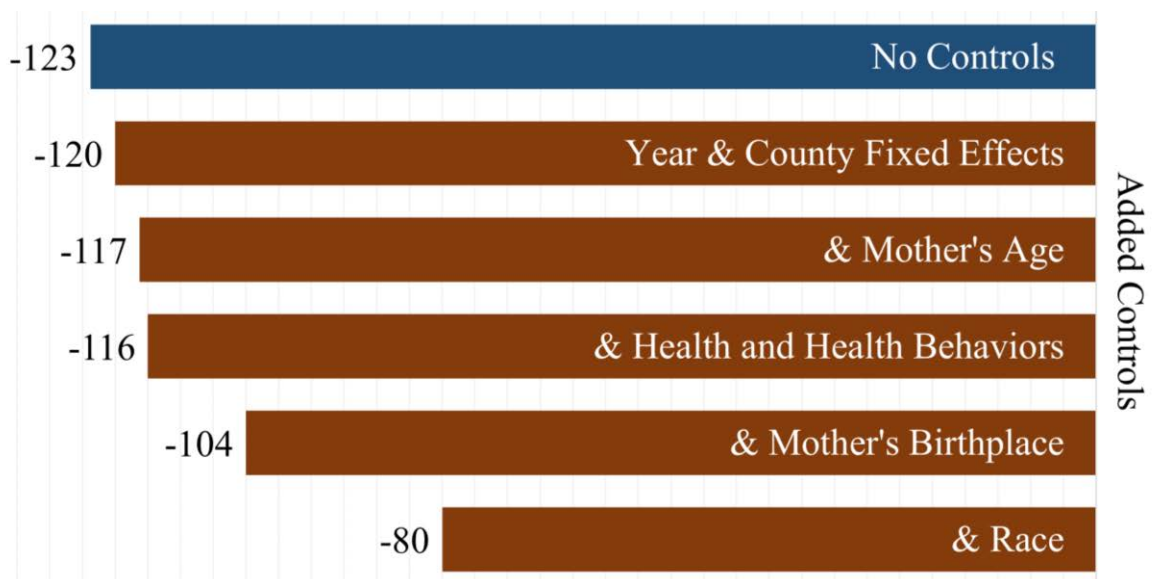 -123 No Controls
-120 Year & County Fixed Effects
-117 & Mother's Age
-116 & Health and Health Behaviors
-104 & Mother's Birthplace
-80 & Race
Added Controls